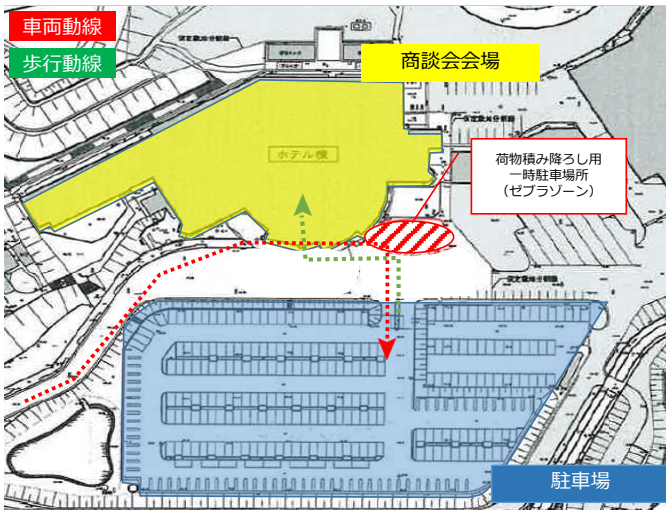 車両動線
歩行動線
商談会会場
ホテル棟
荷物積み降ろし用
一時駐車場所
（ゼブラゾーン）
駐車場